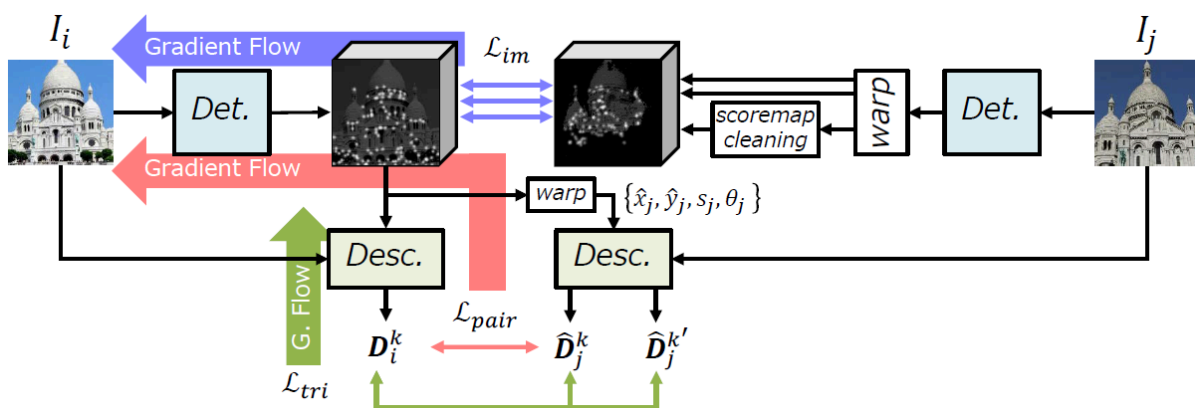 I_i
I_j
Gradient Flow
ℒ_im
Det.
scoremap
cleaning
warp
Det.
Gradient Flow
warp
{x̂_j, ŷ_j, s_j, θ_j }
Desc.
Desc.
G. Flow
ℒ_pair
D_i^k
D̂_j^k
D̂_j^k′
ℒ_tri